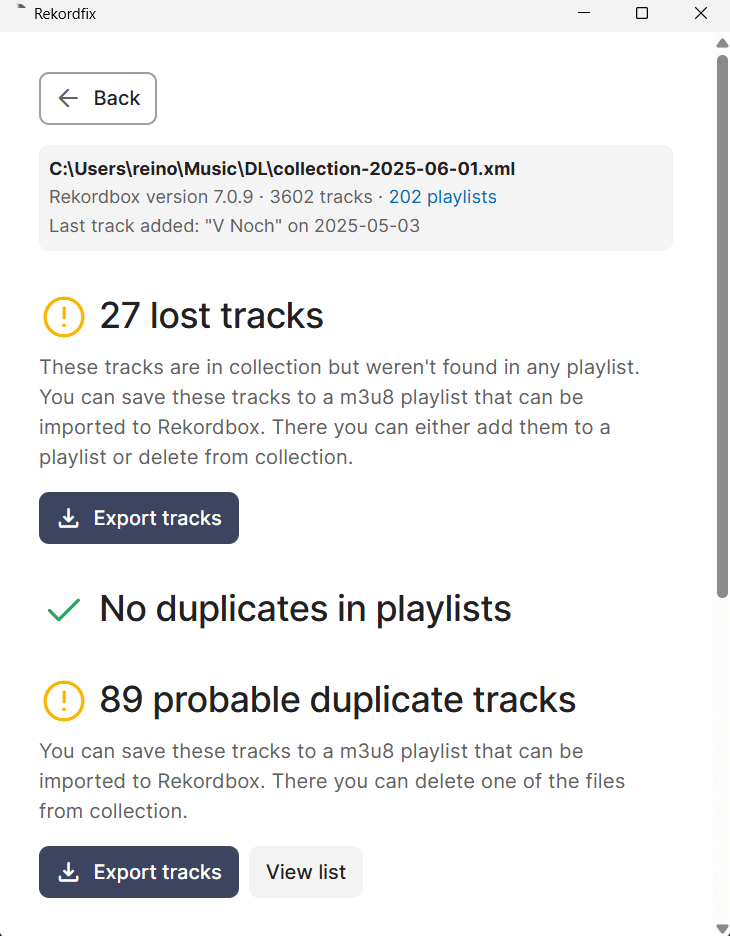 Rekordfix
Back
C:\Users\reino\Music\DL\collection-2025-06-01.xml
Rekordbox version 7.0.9 · 3602 tracks · 202 playlists
Last track added: "V Noch" on 2025-05-03
27 lost tracks
These tracks are in collection but weren't found in any playlist.
You can save these tracks to a m3u8 playlist that can be
imported to Rekordbox. There you can either add them to a
playlist or delete from collection.
Export tracks
No duplicates in playlists
89 probable duplicate tracks
You can save these tracks to a m3u8 playlist that can be
imported to Rekordbox. There you can delete one of the files
from collection.
Export tracks View list